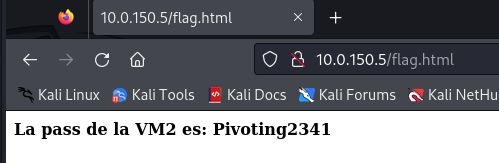 10.0.150.5/flag.html
10.0.150.5/flag.html
Kali Linux Kali Tools Kali Docs Kali Forums Kali NetHu
La pass de la VM2 es: Pivoting2341